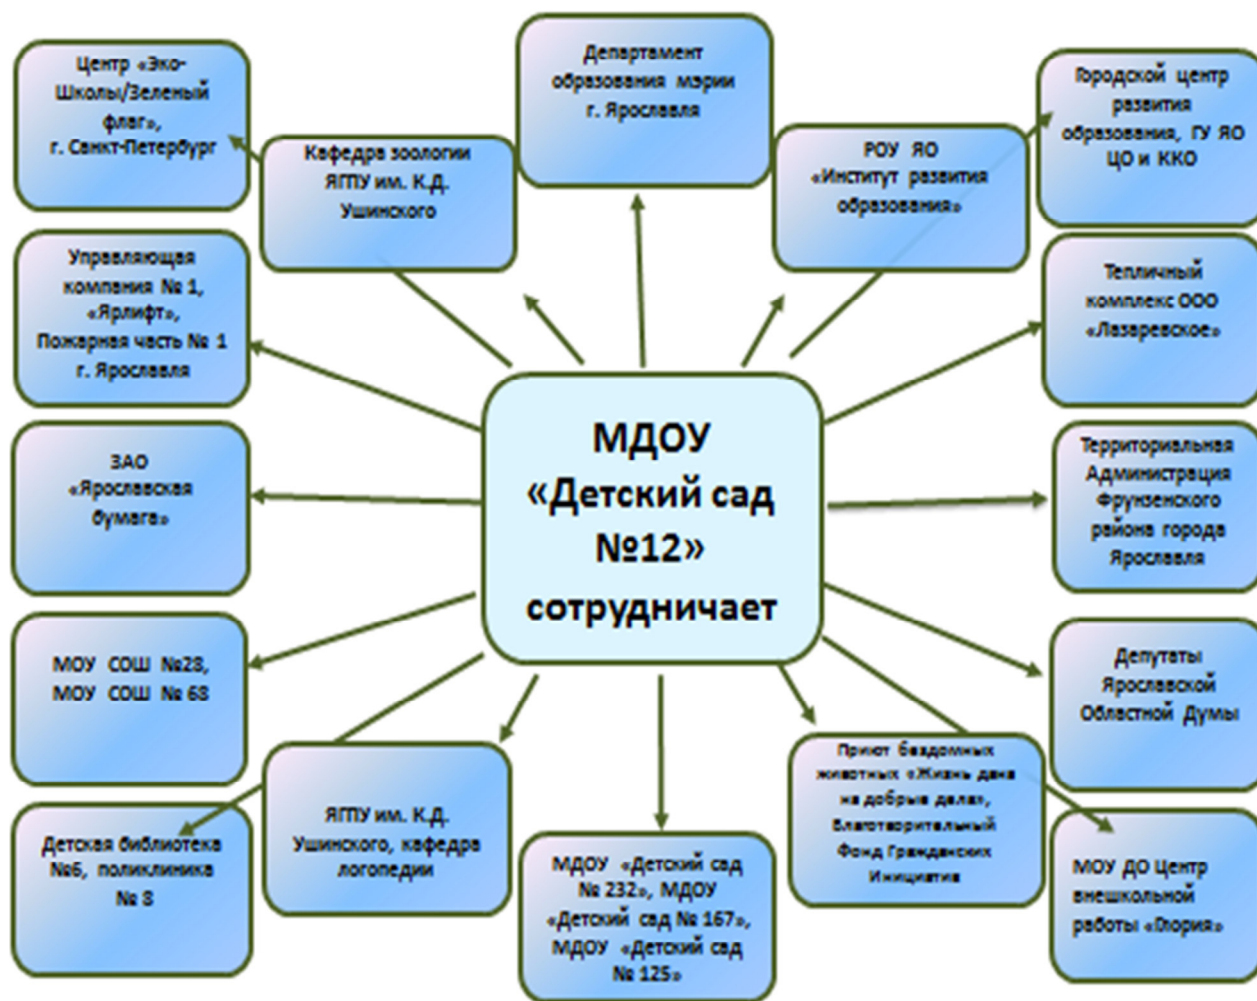 Центр «Эко-
Школы/Зеленый
флаг»,
г. Санкт-Петербург
Кафедра зоологии
ЯГПУ им. К.Д.
Ушинского
Департамент
образования мэрии
г. Ярославля
РОУ ЯО
«Институт развития
образования»
Городской центр
развития
образования, ГУ ЯО
ЦО и ККО
Управляющая
компания № 1,
«Ярлифт»,
Пожарная часть № 1
г. Ярославля
Тепличный
комплекс ООО
«Лазаревское»
ЗАО
«Ярославская
бумага»
МДОУ
«Детский сад
№12»
сотрудничает
Территориальная
Администрация
Фрунзенского
района города
Ярославля
МОУ СОШ №28,
МОУ СОШ № 68
Депутаты
Ярославской
Областной Думы
Детская библиотека
№6, поликлиника
№ 8
ЯГПУ им. К.Д.
Ушинского, кафедра
логопедии
МДОУ «Детский сад
№ 232», МДОУ
«Детский сад № 167»,
МДОУ «Детский сад
№ 125»
Приют бездомных
животных «Жизнь дана
на добрые дела»,
Благотворительный
Фонд Гражданских
Инициатив
МОУ ДО Центр
внешкольной
работы «Глория»